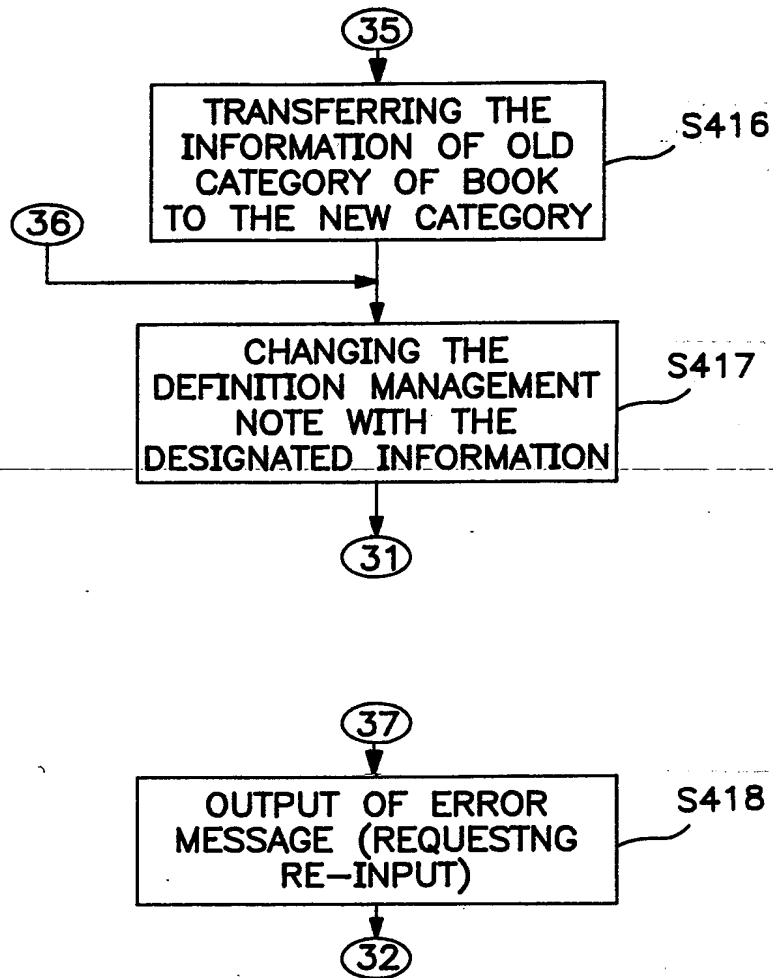 35
TRANSFERRING THE
INFORMATION OF OLD
CATEGORY OF BOOK
TO THE NEW CATEGORY
S416
36
CHANGING THE
DEFINITION MANAGEMENT
NOTE WITH THE
DESIGNATED INFORMATION
S417
31
37
OUTPUT OF ERROR
MESSAGE (REQUESTNG
RE-INPUT)
S418
32